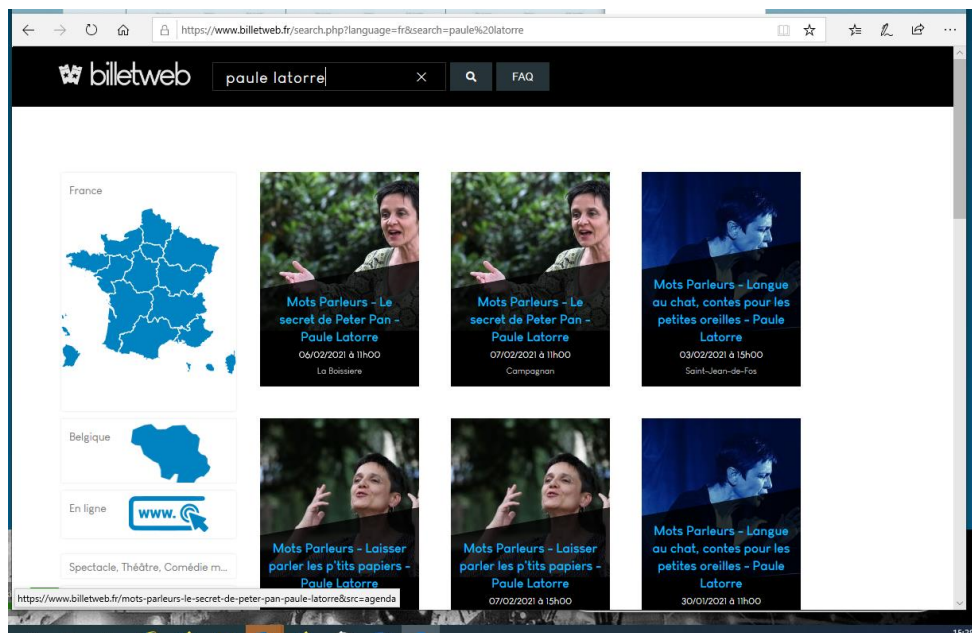 https://www.billetweb.fr/search.php?language=fr&search=paule%20latorre
billetweb
paule latorre
FAQ
France
Mots Parleurs - Le
secret de Peter Pan -
Paule Latorre
06/02/2021 à 11h00
La Boissiere
Mots Parleurs - Le
secret de Peter Pan -
Paule Latorre
07/02/2021 à 11h00
Campagnan
Mots Parleurs - Langue
au chat, contes pour les
petites oreilles - Paule
Latorre
03/02/2021 à 15h00
Saint-Jean-de-Fos
Belgique
En ligne
www.
Spectacle, Théâtre, Comédie m...
Mots Parleurs - Laisser
parler les p'tits papiers -
Paule Latorre
Mots Parleurs - Laisser
parler les p'tits papiers -
Paule Latorre
07/02/2021 à 15h00
Mots Parleurs - Langue
au chat, contes pour les
petites oreilles - Paule
Latorre
30/01/2021 à 11h00
https://www.billetweb.fr/mots-parleurs-le-secret-de-peter-pan-paule-latorre&src=agenda